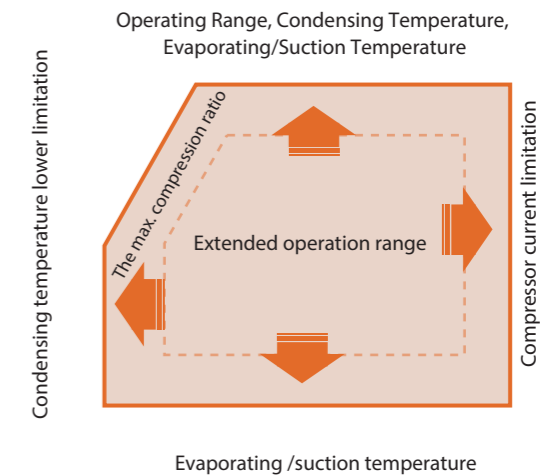 Operating Range, Condensing Temperature,
Evaporating/Suction Temperature
Condensing temperature lower limitation
The max. compression ratio
Extended operation range
Compressor current limitation
Evaporating /suction temperature